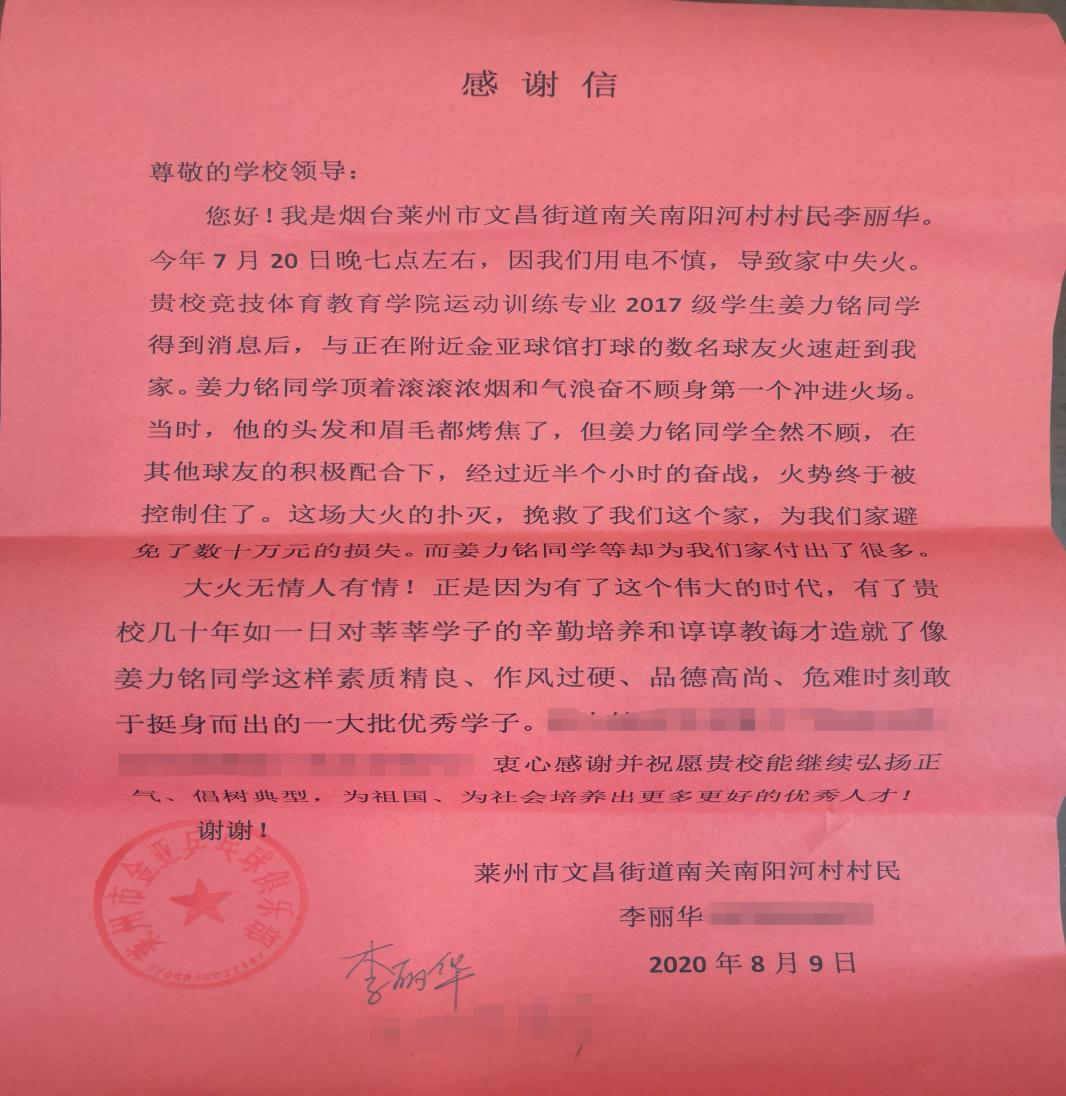 感谢信
尊敬的学校领导：
您好！我是烟台莱州市文昌街道南关南阳河村村民李丽华。
今年 7 月 20 日晚七点左右，因我们用电不慎，导致家中失火。
贵校竞技体育教育学院运动训练专业 2017 级学生姜力铭同学
得到消息后，与正在附近金亚球馆打球的数名球友火速赶到我
家。姜力铭同学顶着滚滚浓烟和气浪奋不顾身第一个冲进火场。
当时，他的头发和眉毛都烤焦了，但姜力铭同学全然不顾，在
其他球友的积极配合下，经过近半个小时的奋战，火势终于被
控制住了。这场大火的扑灭，挽救了我们这个家，为我们家避
免了数十万元的损失。而姜力铭同学等却为我们家付出了很多。
大火无情人有情！正是因为有了这个伟大的时代，有了贵
校几十年如一日对莘莘学子的辛勤培养和谆谆教诲才造就了像
姜力铭同学这样素质精良、作风过硬、品德高尚、危难时刻敢
于挺身而出的一大批优秀学子。
衷心感谢并祝愿贵校能继续弘扬正
气、倡树典型，为祖国、为社会培养出更多更好的优秀人才！
谢谢！
莱州市金亚乒乓球俱乐部
莱州市文昌街道南关南阳河村村民
李丽华
2020 年 8 月 9 日
李丽华